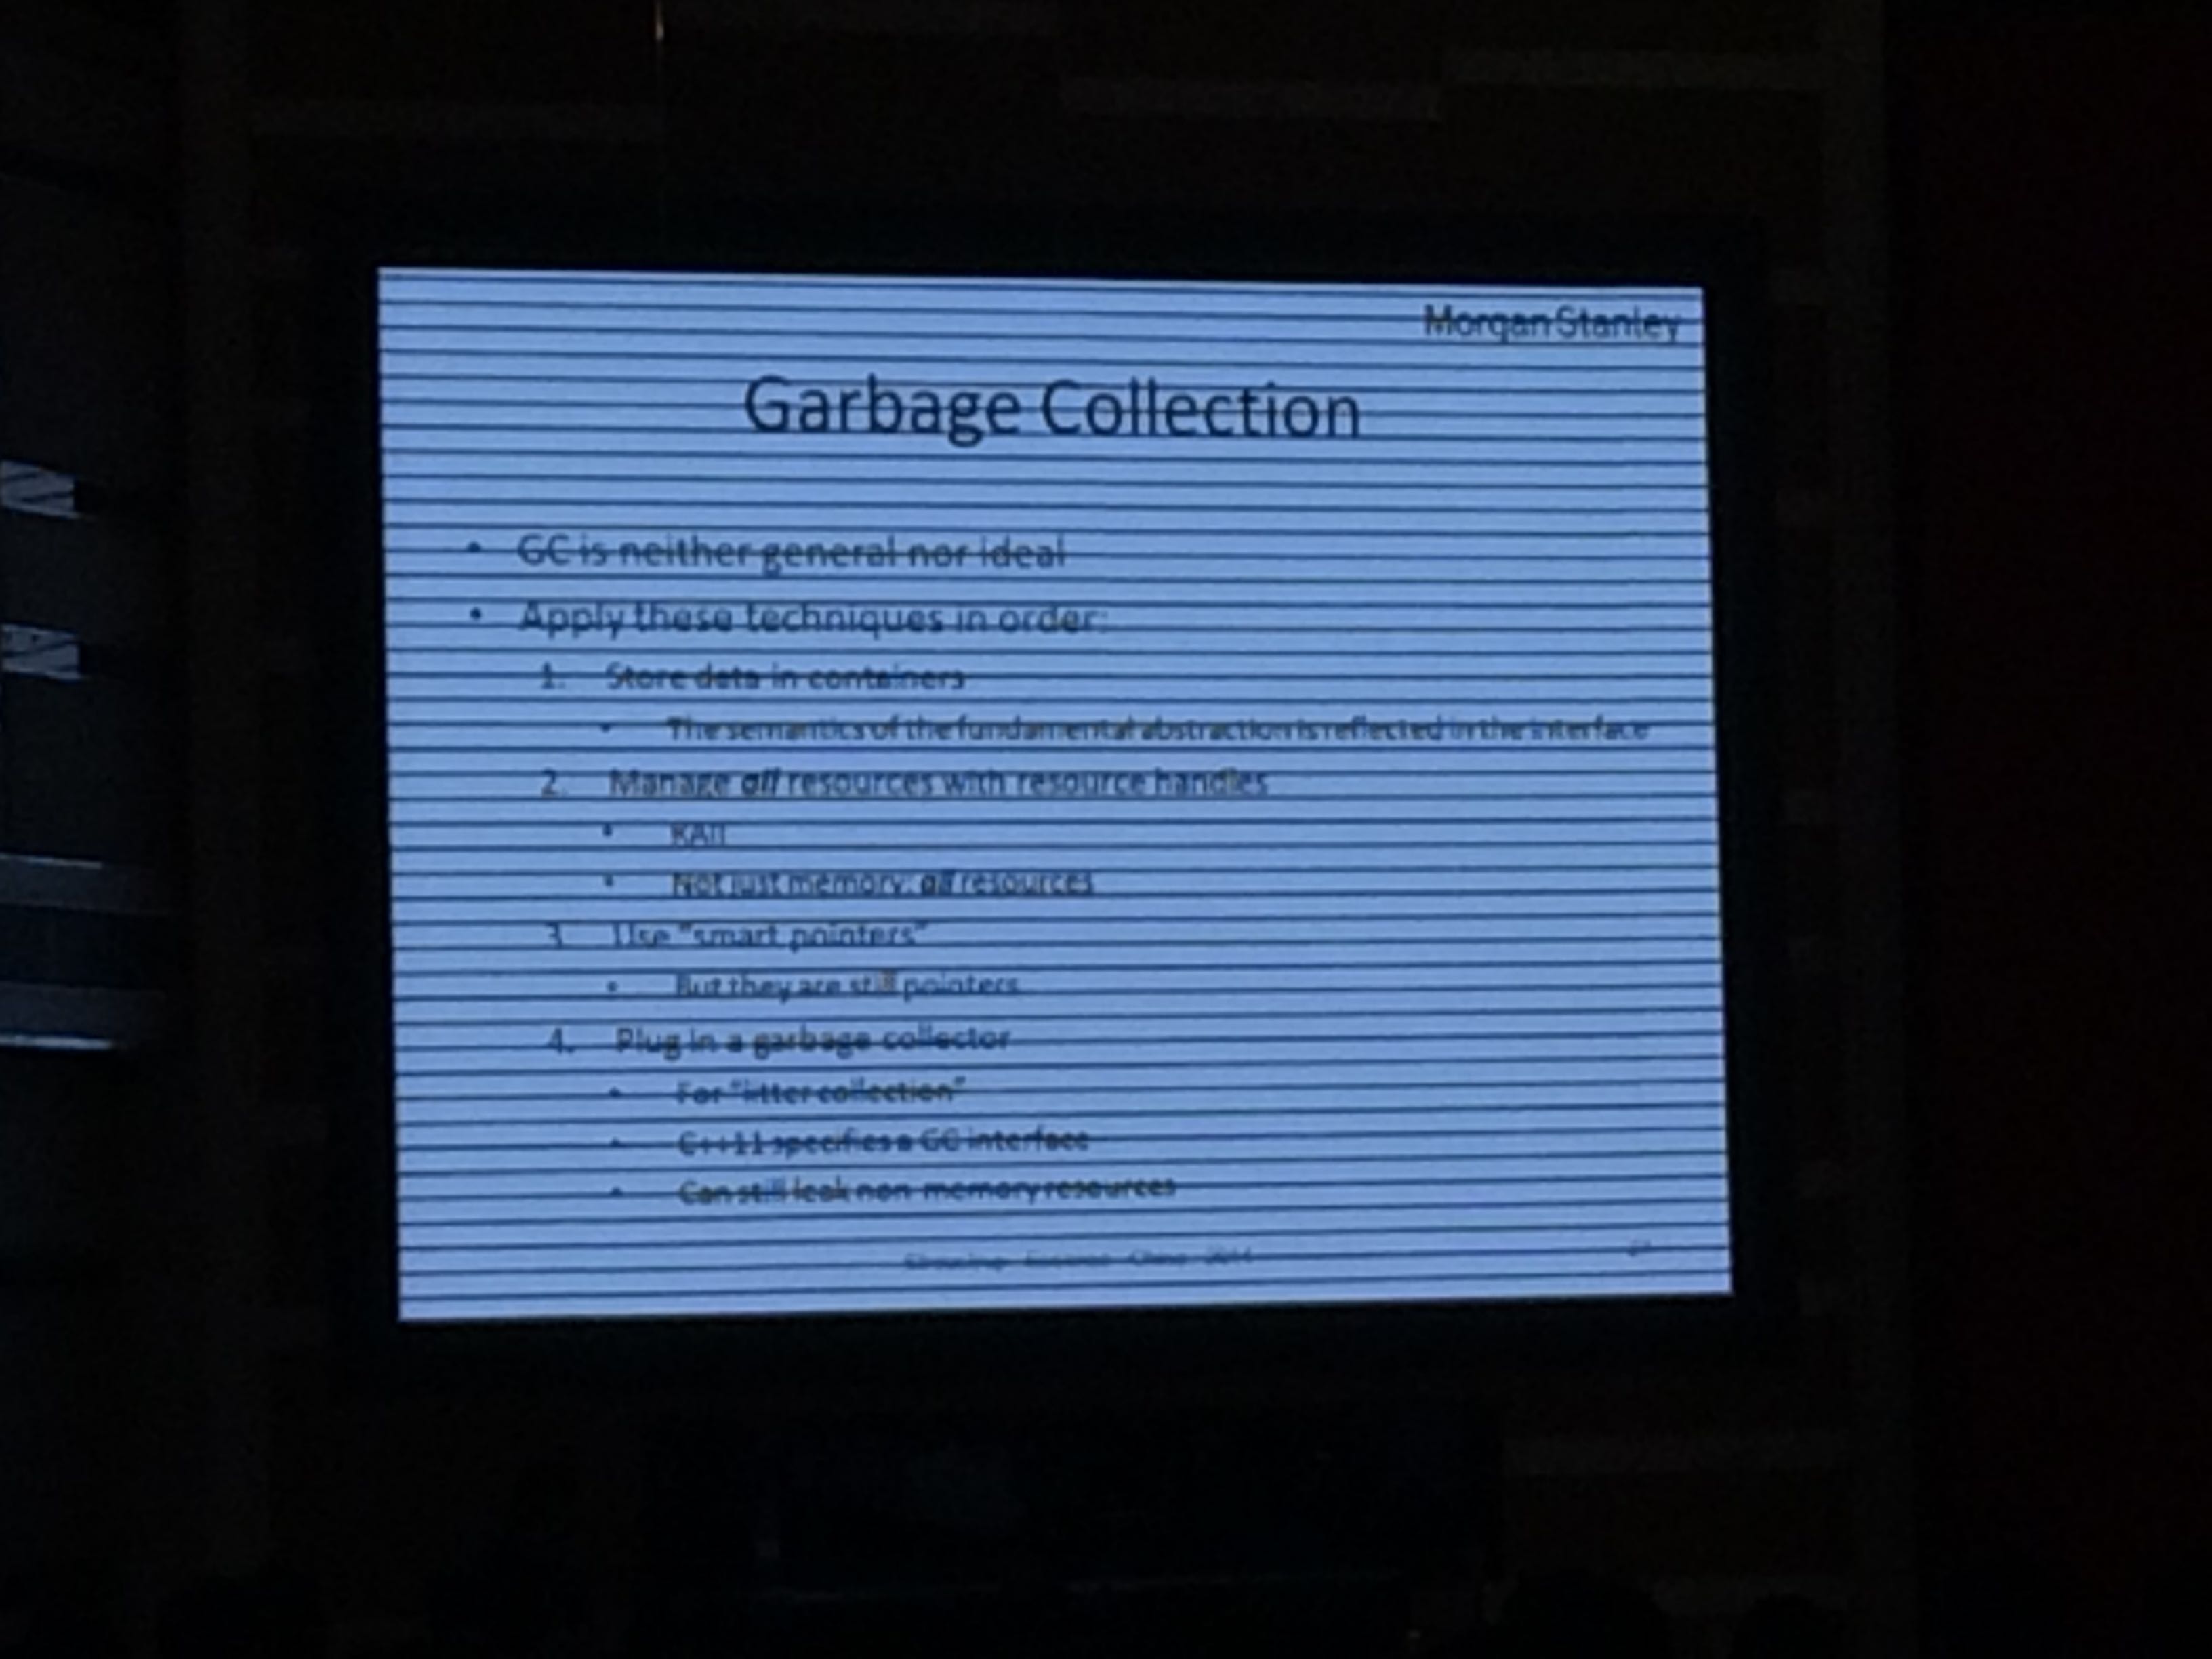 Morgan Stanley
Garbage Collection
• GC is neither general nor ideal
• Apply these techniques in order:
1. Store data in containers
• The semantics of the fundamental abstraction is reflected in the interface
2. Manage all resources with resource handles
• RAII
• Not just memory: all resources
3. Use "smart pointers"
• But they are still pointers
4. Plug in a garbage collector
• For "litter collection"
• C++11 specifies a GC interface
• Can still leak non-memory resources